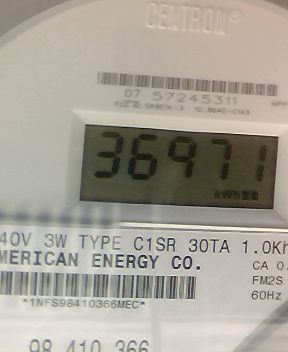 CENTRON®
07 57245311
36971
kWh
40V 3W TYPE C1SR 30TA 1.0Kh
MERICAN ENERGY CO.
CA 0.
FM2S
60Hz
*1NFS98410366MEC*
98 410 366